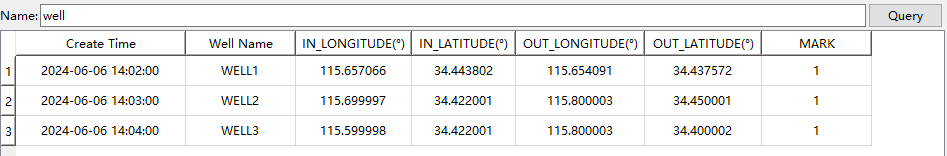 Name: well Query
Create Time Well Name IN_LONGITUDE(°) IN_LATITUDE(°) OUT_LONGITUDE(°) OUT_LATITUDE(°) MARK
1 2024-06-06 14:02:00 WELL1 115.657066 34.443802 115.654091 34.437572 1
2 2024-06-06 14:03:00 WELL2 115.699997 34.422001 115.800003 34.450001 1
3 2024-06-06 14:04:00 WELL3 115.599998 34.422001 115.800003 34.400002 1